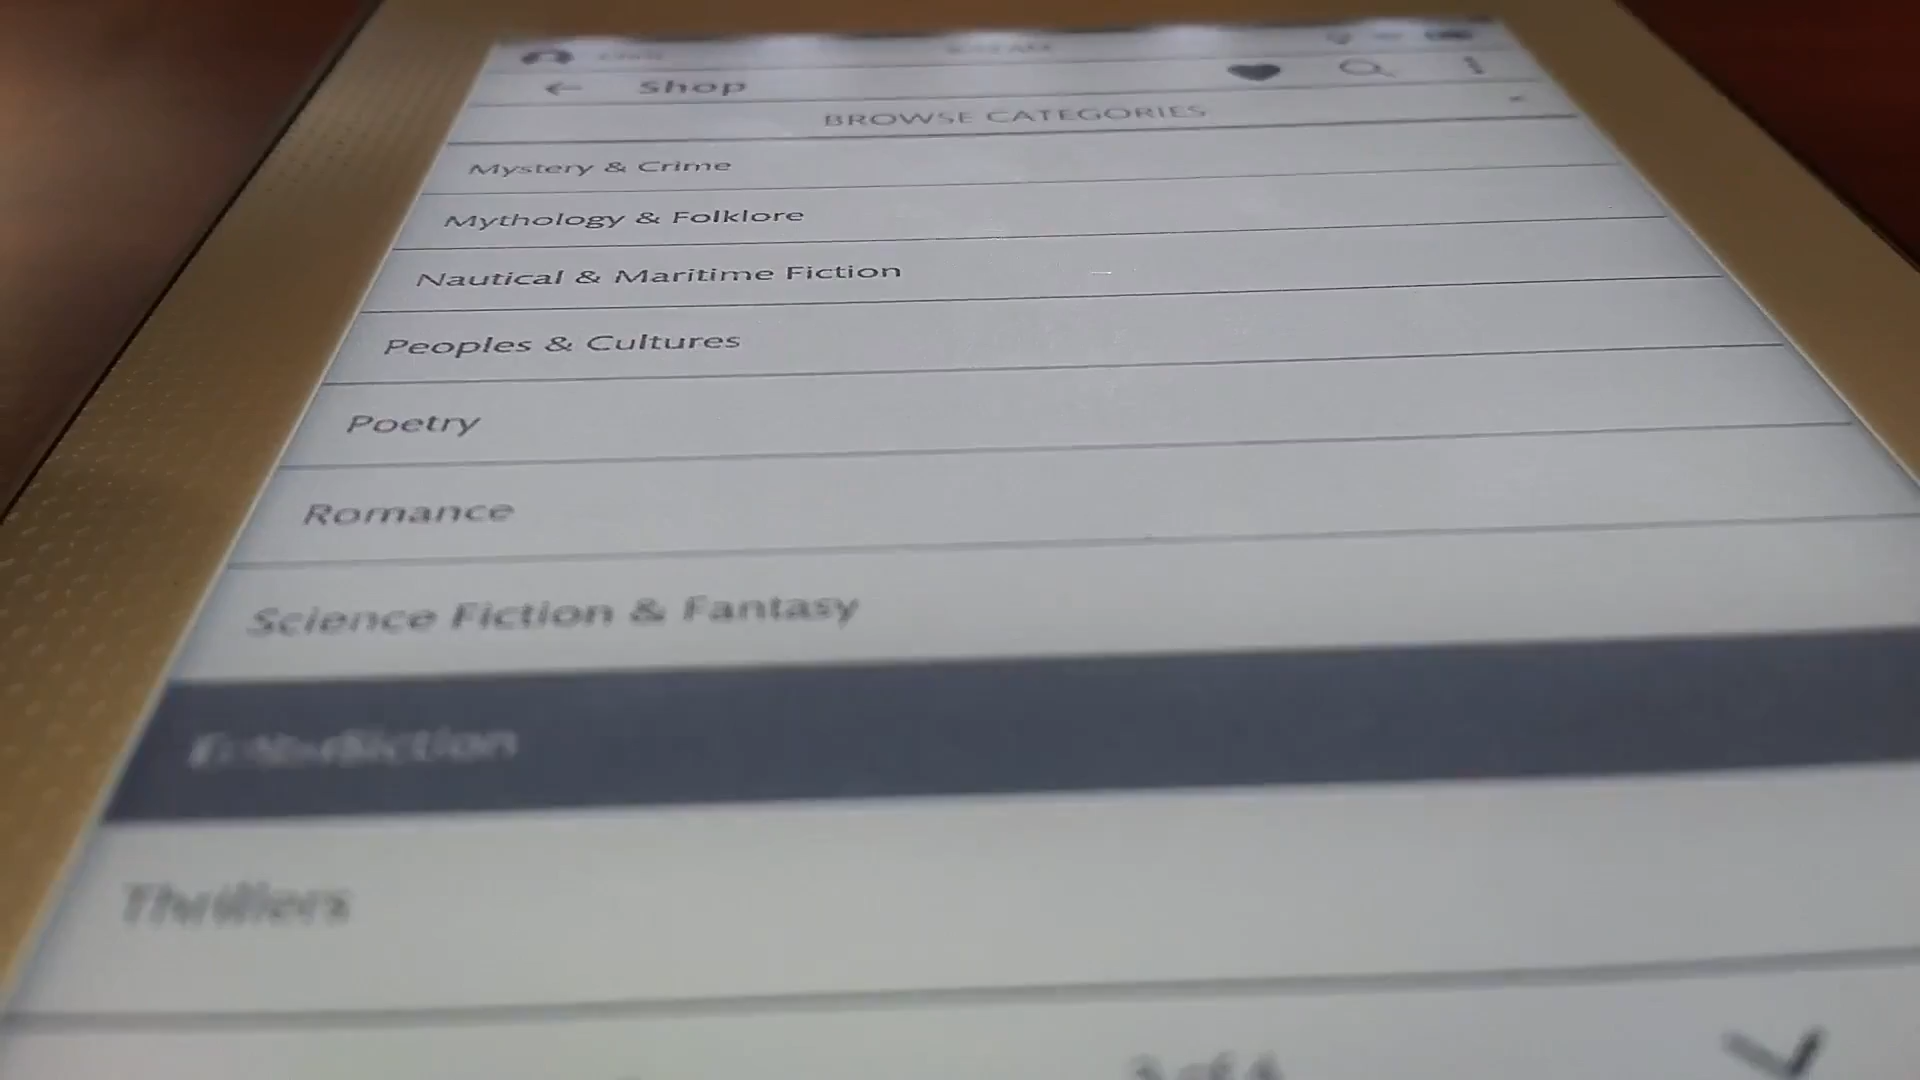 Shop
BROWSE CATEGORIES
Mystery & Crime
Mythology & Folklore
Nautical & Maritime Fiction
Peoples & Cultures
Poetry
Romance
Science Fiction & Fantasy
Thrillers